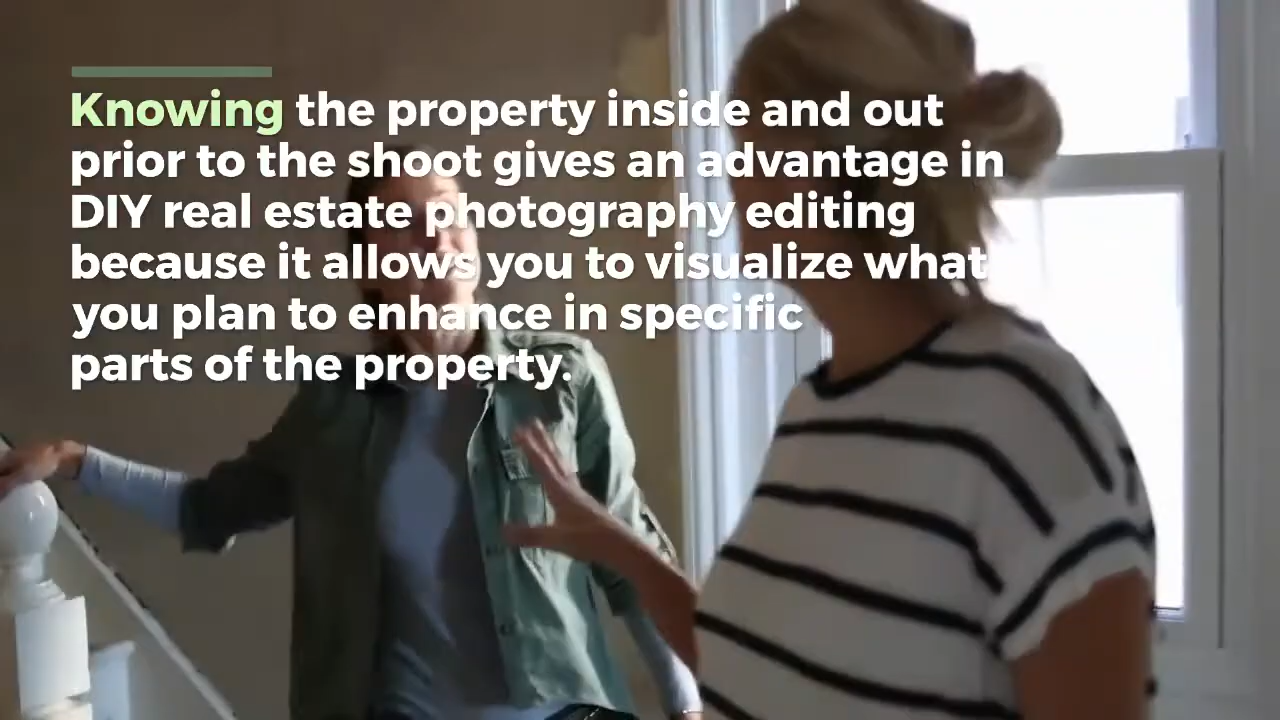 Knowing the property inside and out
prior to the shoot gives an advantage in
DIY real estate photography editing
because it allows you to visualize what
you plan to enhance in specific
parts of the property.